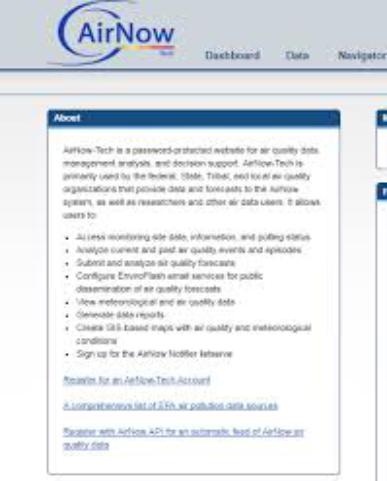 AirNow
Tech
Dashboard Data Navigator
About
AirNow-Tech is a password-protected website for air quality data
management analysis, and decision support. AirNow-Tech is
primarily used by the federal, State, Tribal, and local air quality
organizations that provide data and forecasts to the AirNow
system, as well as researchers and other air data users. It allows
users to:
Access monitoring site data, information, and polling status
Analyze current and past air quality events and episodes
Submit and analyze air quality forecasts
Configure EnviroFlash email services for public
dissemination of air quality forecasts
View meteorological and air quality data
Generate data reports
Create GIS-based maps with air quality and meteorological
conditions
Sign up for the AirNow Notifier listserve
Register for an AirNow-Tech Account
A comprehensive list of EPA air pollution data sources
Register with AirNow API for an automatic feed of AirNow air
quality data